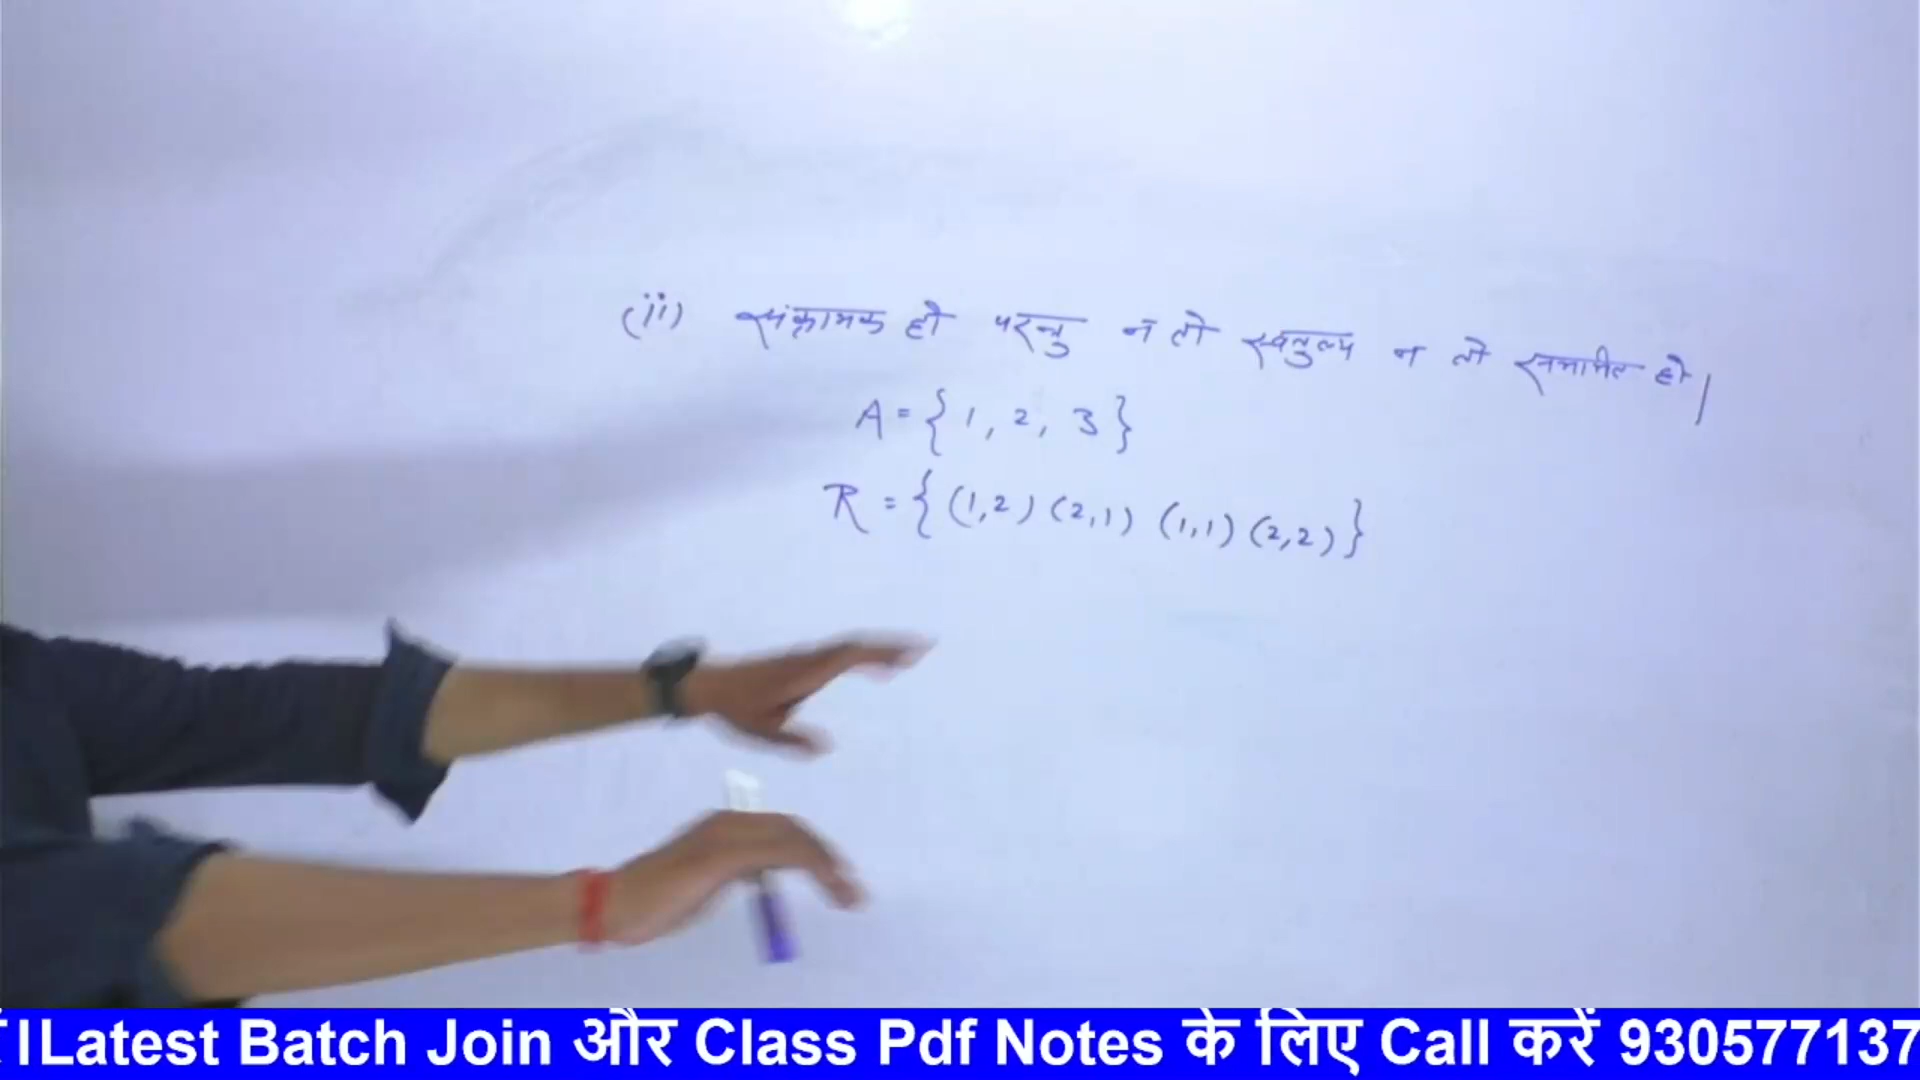 (ii) संक्रामक हो परन्तु न तो स्वतुल्य न तो सममित हो।
A = { 1, 2, 3 }
R = { (1,2) (2,1) (1,1) (2,2) }
।Latest Batch Join और Class Pdf Notes के लिए Call करें 930577137